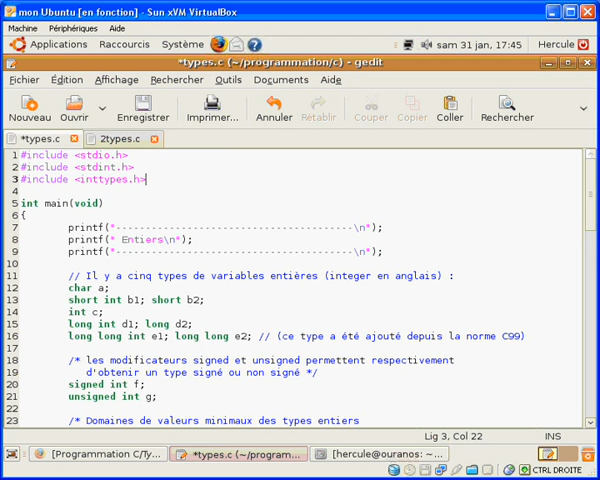 mon Ubuntu [en fonction] - Sun xVM VirtualBox
Machine Périphériques Aide
Applications Raccourcis Système sam 31 jan, 17:45 Hercule
*types.c (~/programmation/c) - gedit
Fichier Édition Affichage Rechercher Outils Documents Aide
Nouveau Ouvrir Enregistrer Imprimer... Annuler Rétablir Couper Copier Coller Rechercher
*types.c 2types.c
1 #include <stdio.h>
2 #include <stdint.h>
3 #include <inttypes.h>
4
5 int main(void)
6 {
7 printf("--------------------------------------\n");
8 printf(" Entiers\n");
9 printf("--------------------------------------\n");
10
11 // Il y a cinq types de variables entières (integer en anglais) :
12 char a;
13 short int b1; short b2;
14 int c;
15 long int d1; long d2;
16 long long int e1; long long e2; // (ce type a été ajouté depuis la norme C99)
17
18 /* les modificateurs signed et unsigned permettent respectivement
19 d'obtenir un type signé ou non signé */
20 signed int f;
21 unsigned int g;
22
23 /* Domaines de valeurs minimaux des types entiers
Lig 3, Col 22 INS
[Programmation C/Ty... *types.c (~/program... [hercule@ouranos: ~...
CTRL DROITE